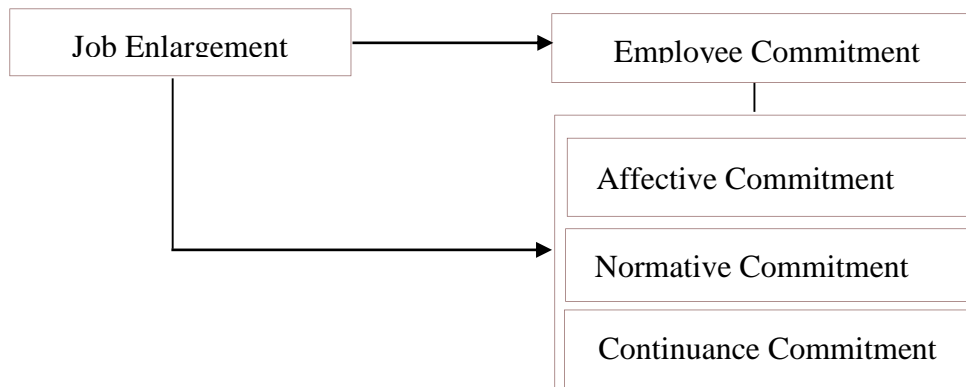 Job Enlargement
Employee Commitment
Affective Commitment
Normative Commitment
Continuance Commitment